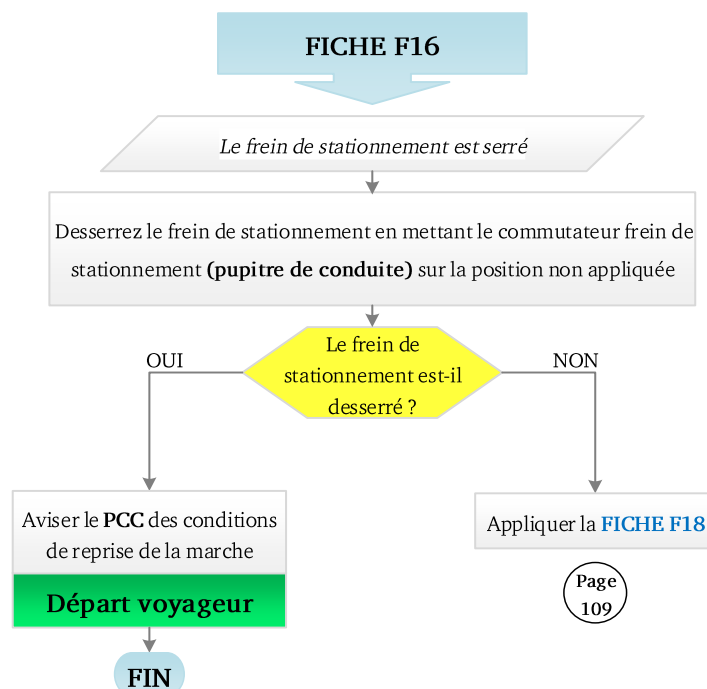 FICHE F16
Le frein de stationnement est serré
Desserrez le frein de stationnement en mettant le commutateur frein de
stationnement (pupitre de conduite) sur la position non appliquée
Le frein de
stationnement est-il
desserré ?
OUI
NON
Aviser le PCC des conditions
de reprise de la marche
Départ voyageur
FIN
Appliquer la FICHE F18
Page
109